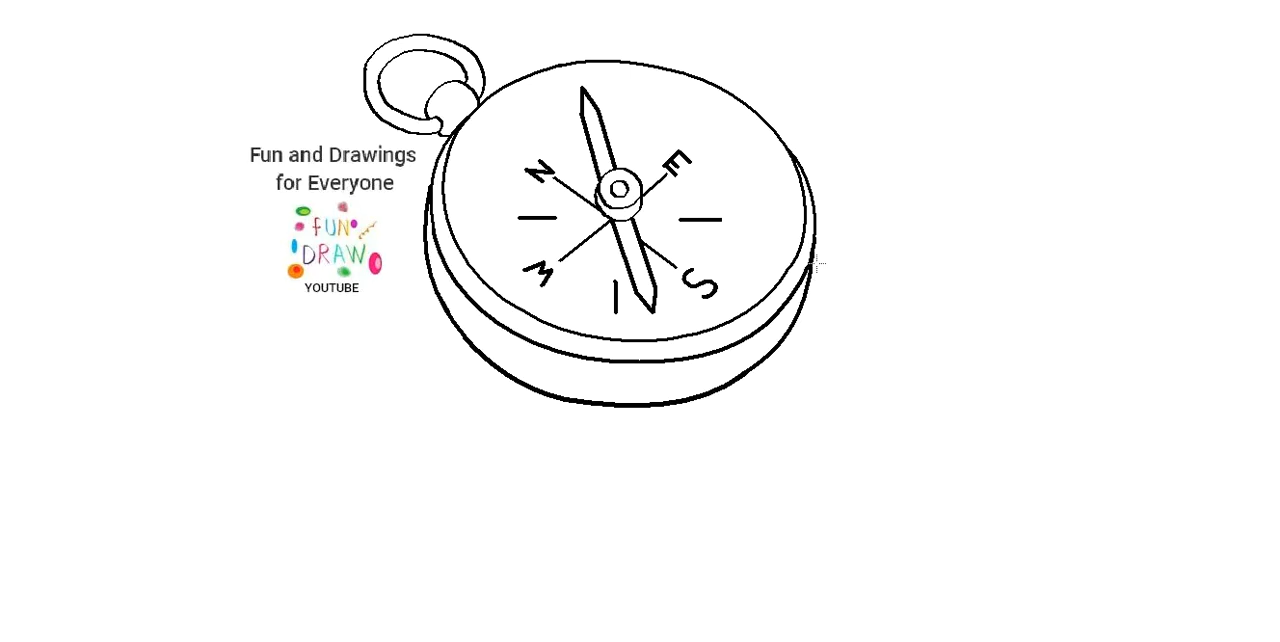 Fun and Drawings
for Everyone
FUN
DRAW
YOUTUBE
N
E
W
S